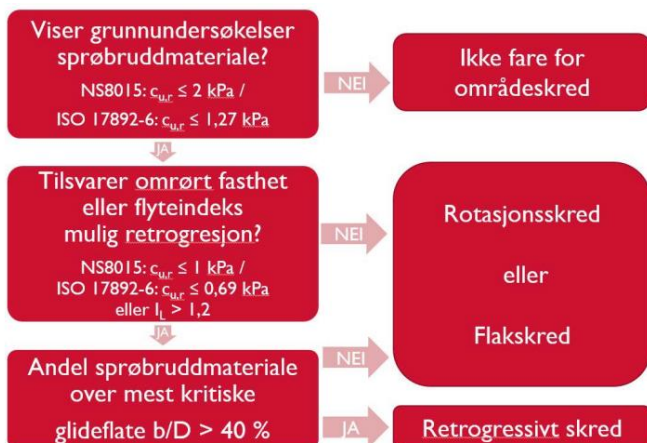 Viser grunnundersøkelser
sprøbruddmateriale?
NS8015: cu,r ≤ 2 kPa /
ISO 17892-6: cu,r ≤ 1,27 kPa
NEI
Ikke fare for
områdeskred
JA
Tilsvarer omrørt fasthet
eller flyteindeks
mulig retrogresjon?
NS8015: cu,r ≤ 1 kPa /
ISO 17892-6: cu,r ≤ 0,69 kPa
eller IL > 1,2
NEI
Rotasjonsskred
eller
Flakskred
JA
Andel sprøbruddmateriale
over mest kritiske
glideflate b/D > 40 %
NEI
JA
Retrogressivt skred